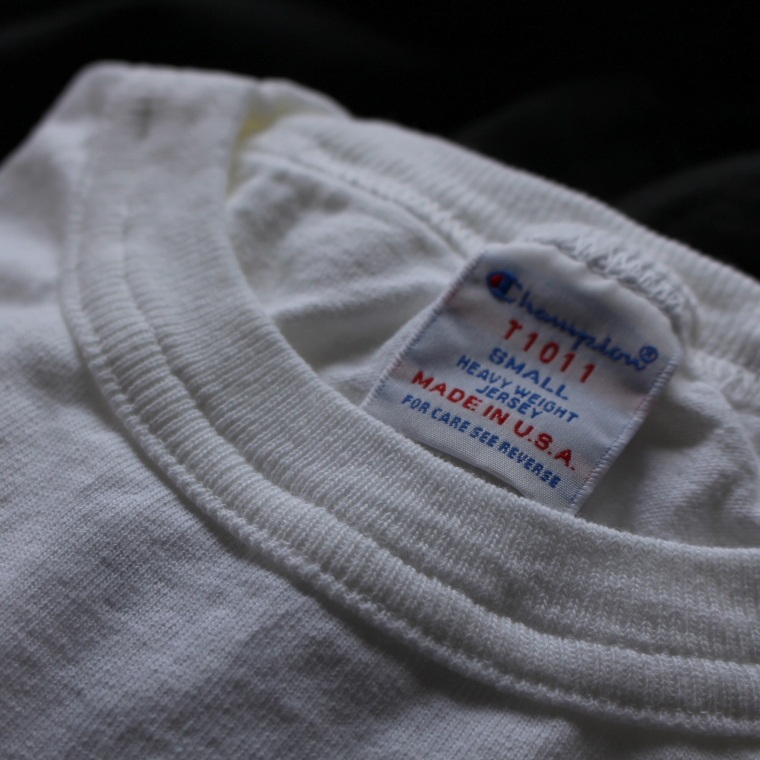 Champion®
T1011
SMALL
HEAVY WEIGHT
JERSEY
MADE IN U.S.A.
FOR CARE SEE REVERSE